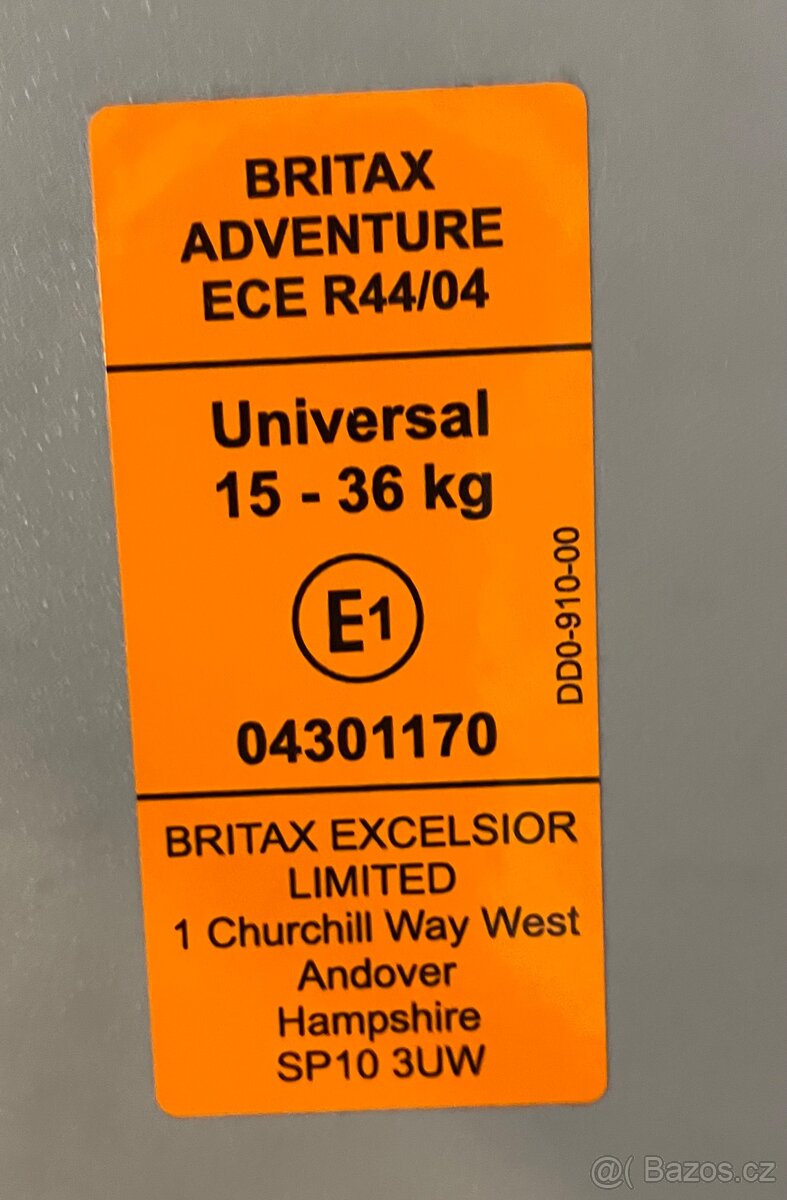 BRITAX
ADVENTURE
ECE R44/04
Universal
15 - 36 kg
E1
04301170
DD0-910-00
BRITAX EXCELSIOR
LIMITED
1 Churchill Way West
Andover
Hampshire
SP10 3UW
@( Bazos.cz